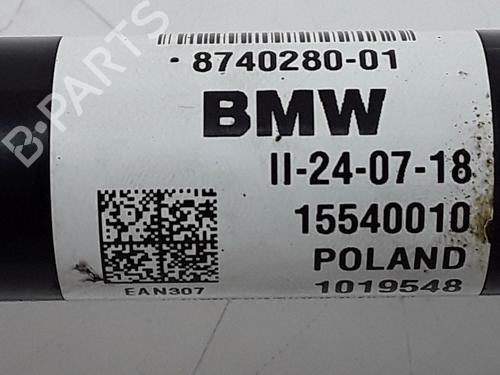 8740280-01
BMW
II-24-07-18
15540010
POLAND
EAN307
1019548
B-PARTS